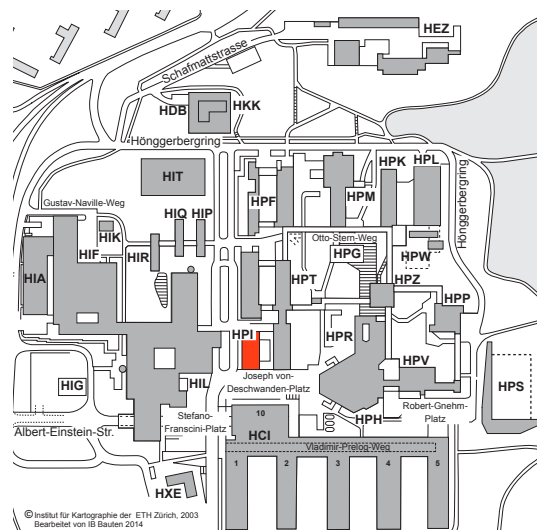 HEZ
Schafmattstrasse
HDB
HKK
Hönggerbergring
HPK
HPL
HIT
HPM
HPF
Gustav-Naville-Weg
HIQ
HIP
HIK
HIF
HIR
Otto-Stern-Weg
HPG
HPW
Hönggerbergring
HIA
HPT
HPZ
HPP
HPI
HPR
HPV
Joseph von-
Deschwanden-Platz
HIG
HIL
HPS
Stefano-
Franscini-Platz
Robert-Gnehm-
Platz
HPH
Albert-Einstein-Str.
10
HCI
Vladimir-Prelog-Weg
1
2
3
4
5
HXE
© Institut für Kartographie der ETH Zürich, 2003
Bearbeitet von IB Bauten 2014